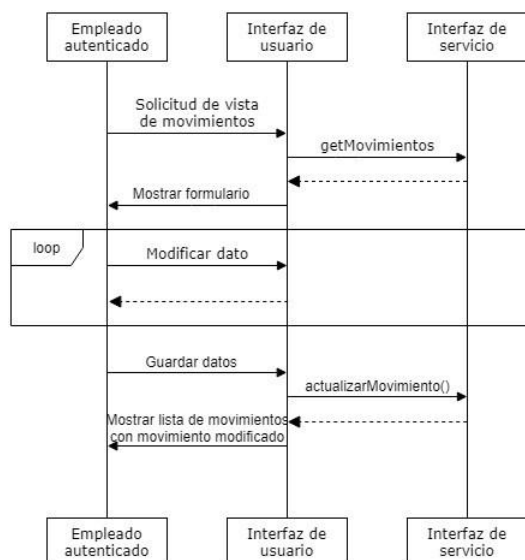 Empleado
autenticado
Interfaz de
usuario
Interfaz de
servicio
Solicitud de vista
de movimientos
getMovimientos
Mostrar formulario
loop
Modificar dato
Guardar datos
actualizarMovimiento()
Mostrar lista de movimientos
con movimiento modificado
Empleado
autenticado
Interfaz de
usuario
Interfaz de
servicio